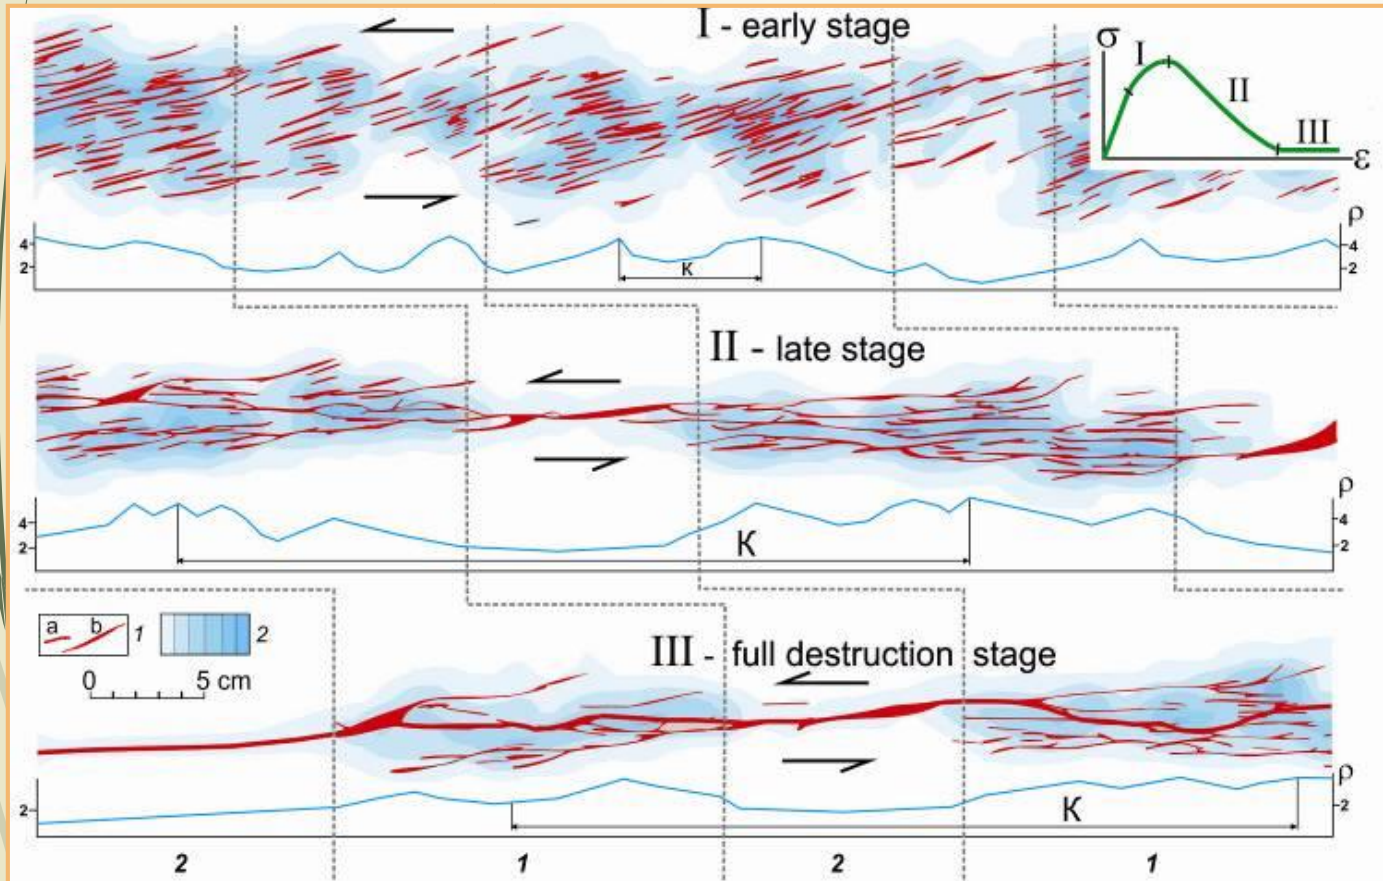 I - early stage
σ
I
II
III
ε
ρ
4
2
4
2
K
II - late stage
ρ
4
2
4
2
K
a b 1
2
0 5 cm
III - full destruction stage
ρ
2
2
K
2 1 2 1